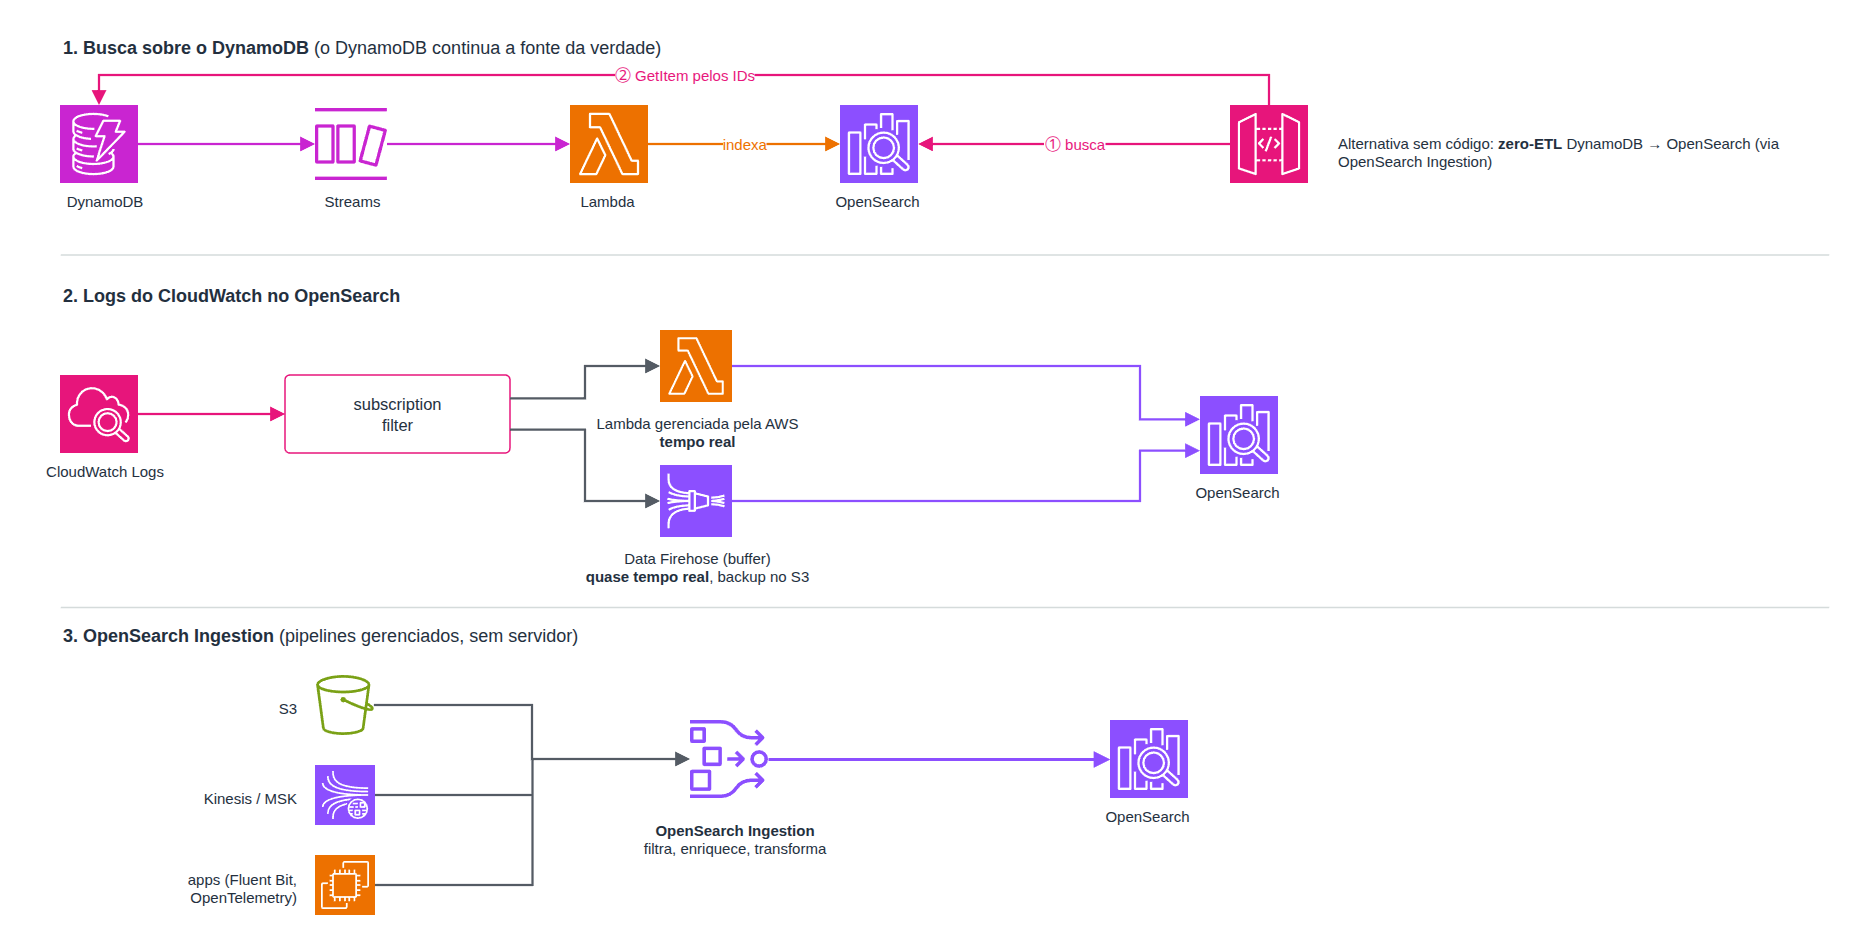 1. Busca sobre o DynamoDB (o DynamoDB continua a fonte da verdade)
② GetItem pelos IDs
indexa
① busca
Alternativa sem código: zero-ETL DynamoDB → OpenSearch (via
OpenSearch Ingestion)
DynamoDB
Streams
Lambda
OpenSearch
2. Logs do CloudWatch no OpenSearch
subscription
filter
CloudWatch Logs
Lambda gerenciada pela AWS
tempo real
OpenSearch
Data Firehose (buffer)
quase tempo real, backup no S3
3. OpenSearch Ingestion (pipelines gerenciados, sem servidor)
S3
Kinesis / MSK
apps (Fluent Bit,
OpenTelemetry)
OpenSearch Ingestion
filtra, enriquece, transforma
OpenSearch